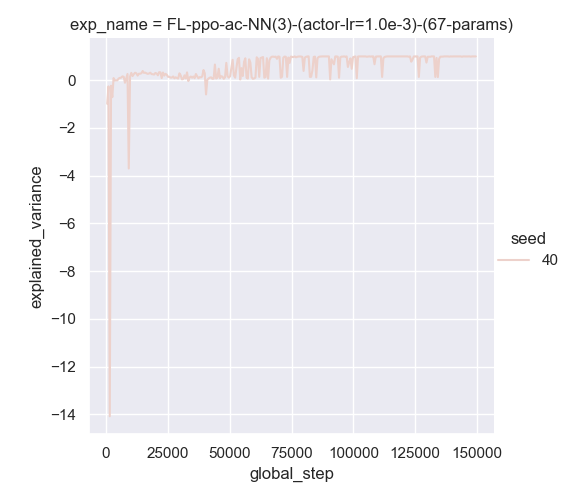 exp_name = FL-ppo-ac-NN(3)-(actor-lr=1.0e-3)-(67-params)
explained_variance
0
−2
−4
−6
−8
−10
−12
−14
0 25000 50000 75000 100000 125000 150000
global_step
seed
40